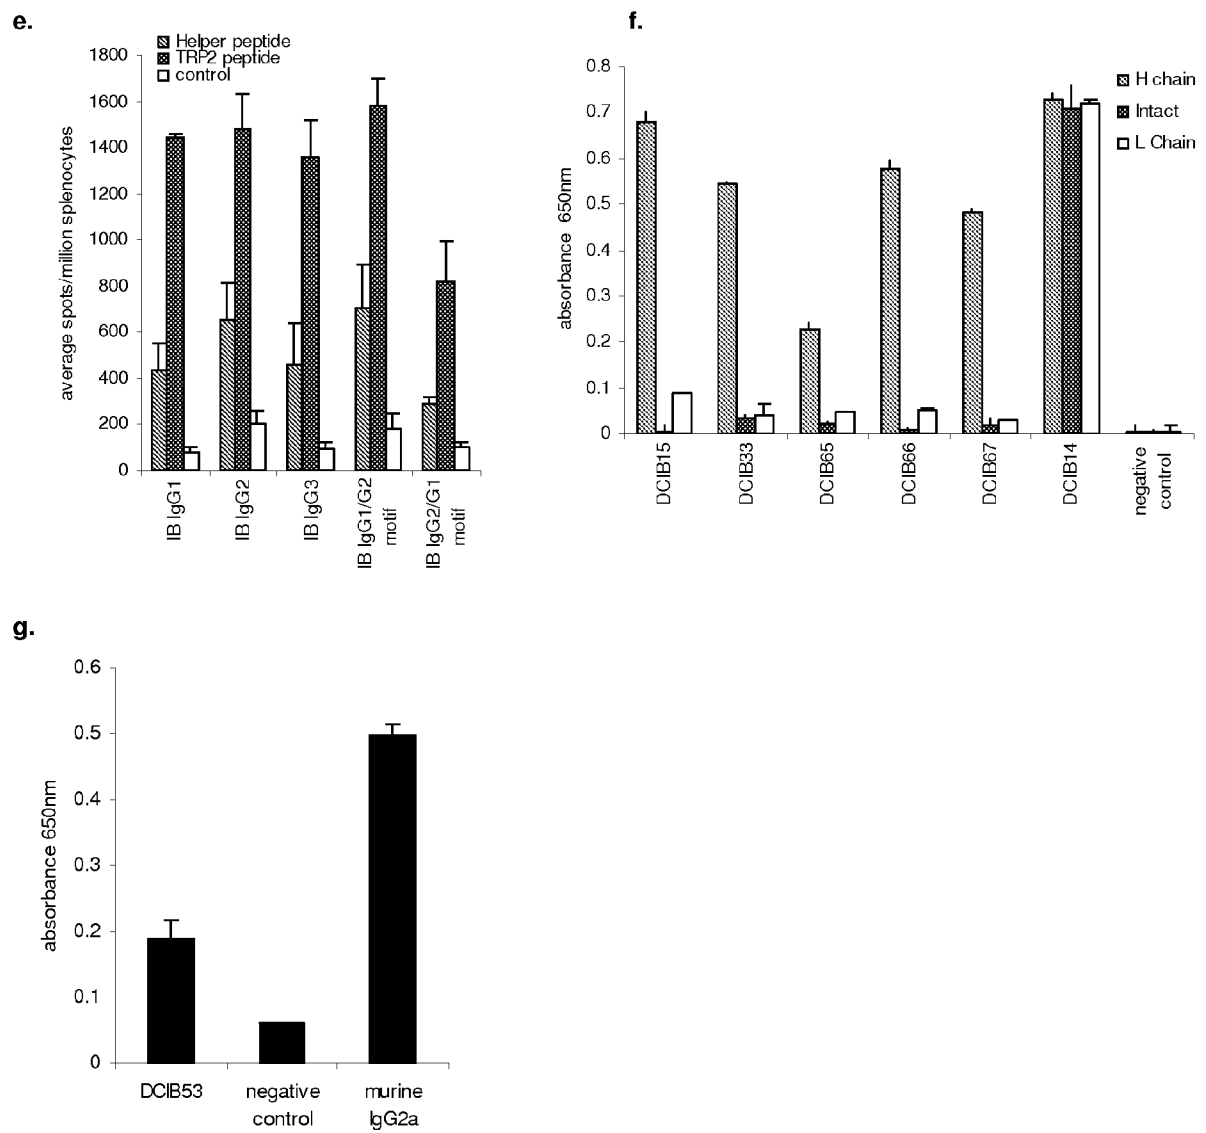 e.
Helper peptide
TRP2 peptide
control
average spots/million splenocytes
1800
1600
1400
1200
1000
800
600
400
200
0
IB IgG1
IB IgG2
IB IgG3
IB IgG1/G2
motif
IB IgG2/G1
motif
f.
H chain
Intact
L Chain
absorbance 650nm
0.8
0.7
0.6
0.5
0.4
0.3
0.2
0.1
0
DCIB15
DCIB33
DCIB65
DCIB66
DCIB67
DCIB14
negative
control
g.
absorbance 650nm
0.6
0.5
0.4
0.3
0.2
0.1
0
DCIB53
negative
control
murine
IgG2a